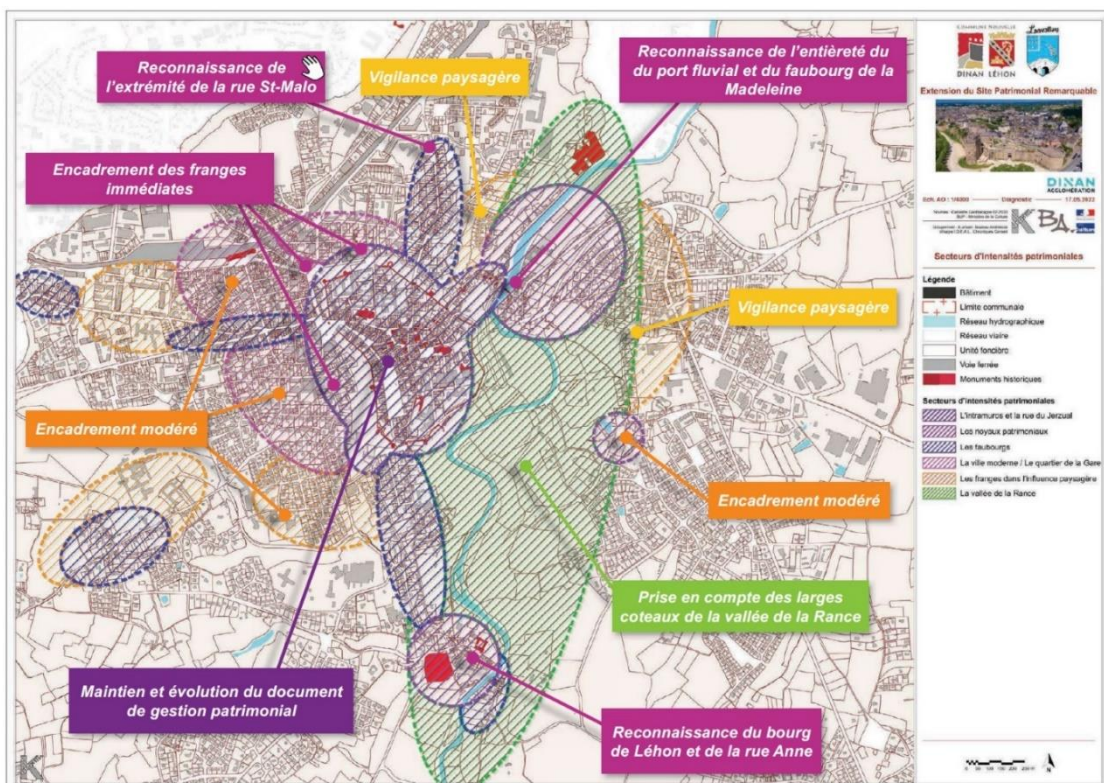 Reconnaissance de
l'extrémité de la rue St-Malo
Vigilance paysagère
Reconnaissance de l'entièreté du
du port fluvial et du faubourg de la
Madeleine
Encadrement des franges
immédiates
Vigilance paysagère
Encadrement modéré
Encadrement modéré
Prise en compte des larges
coteaux de la vallée de la Rance
Maintien et évolution du document
de gestion patrimonial
Reconnaissance du bourg
de Léhon et de la rue Anne
COMMUNE NOUVELLE
DINAN LÉHON
Lanvallay
Extension du Site Patrimonial Remarquable
DINAN
AGGLOMÉRATION
Diagnostic
Secteurs d'intensités patrimoniales
Légende
Bâtiment
Limite communale
Réseau hydrographique
Réseau viaire
Unité foncière
Voie ferrée
Monuments historiques
Secteurs d'intensités patrimoniales
L'intramuros et la rue du Jerzual
Les noyaux patrimoniaux
Les faubourgs
La ville moderne / Le quartier de la Gare
Les franges dans l'influence paysagère
La vallée de la Rance